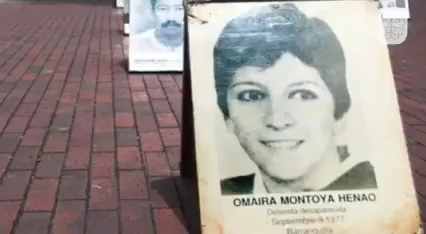 OMAIRA MONTOYA HENAO
Detenida desaparecida
Septiembre-9-1977
Barranquilla